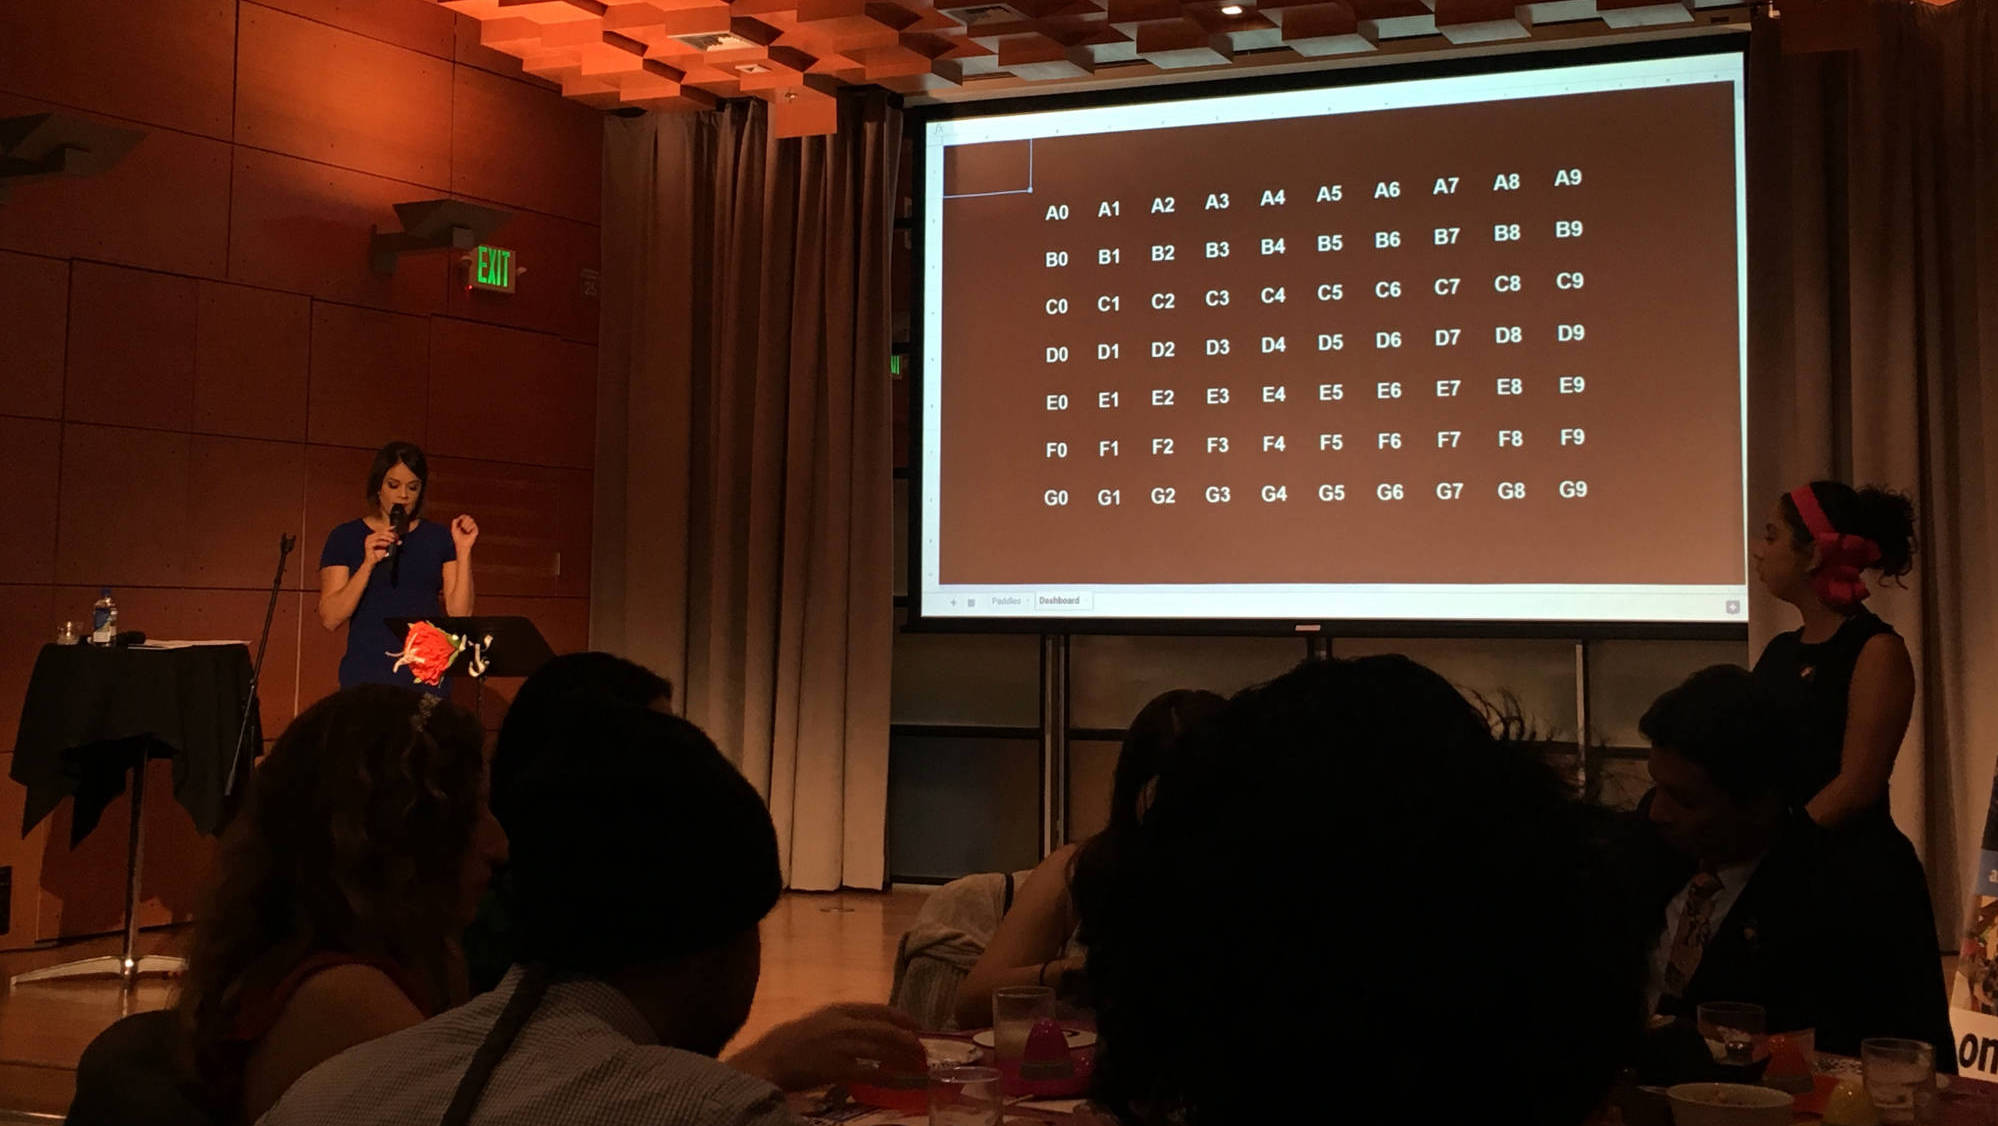 EXIT
A0 A1 A2 A3 A4 A5 A6 A7 A8 A9
B0 B1 B2 B3 B4 B5 B6 B7 B8 B9
C0 C1 C2 C3 C4 C5 C6 C7 C8 C9
D0 D1 D2 D3 D4 D5 D6 D7 D8 D9
E0 E1 E2 E3 E4 E5 E6 E7 E8 E9
F0 F1 F2 F3 F4 F5 F6 F7 F8 F9
G0 G1 G2 G3 G4 G5 G6 G7 G8 G9
Paddles Dashboard
on